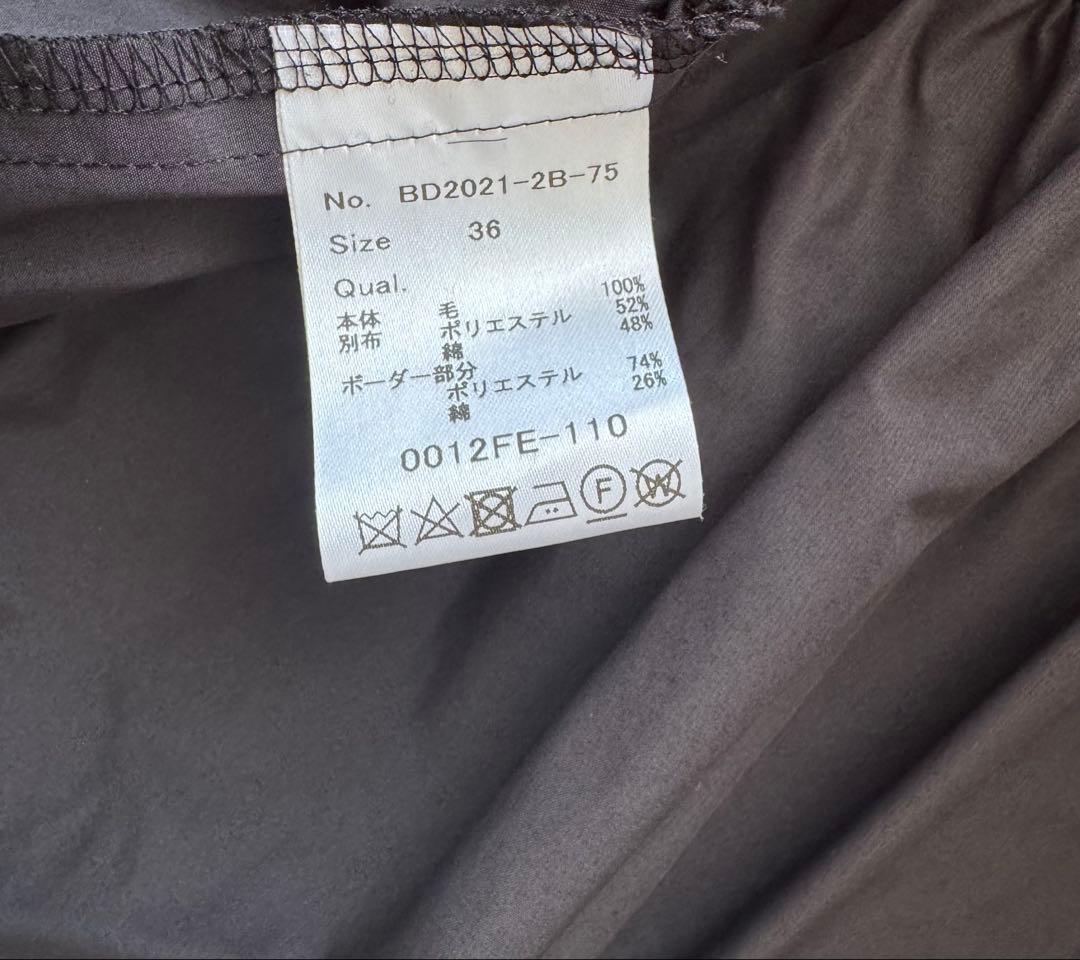 No. BD2021-2B-75
Size 36
Qual.
本体 毛 100%
別布 ポリエステル 52%
綿 48%
ボーダー部分
ポリエステル 74%
綿 26%
0012FE-110
F W